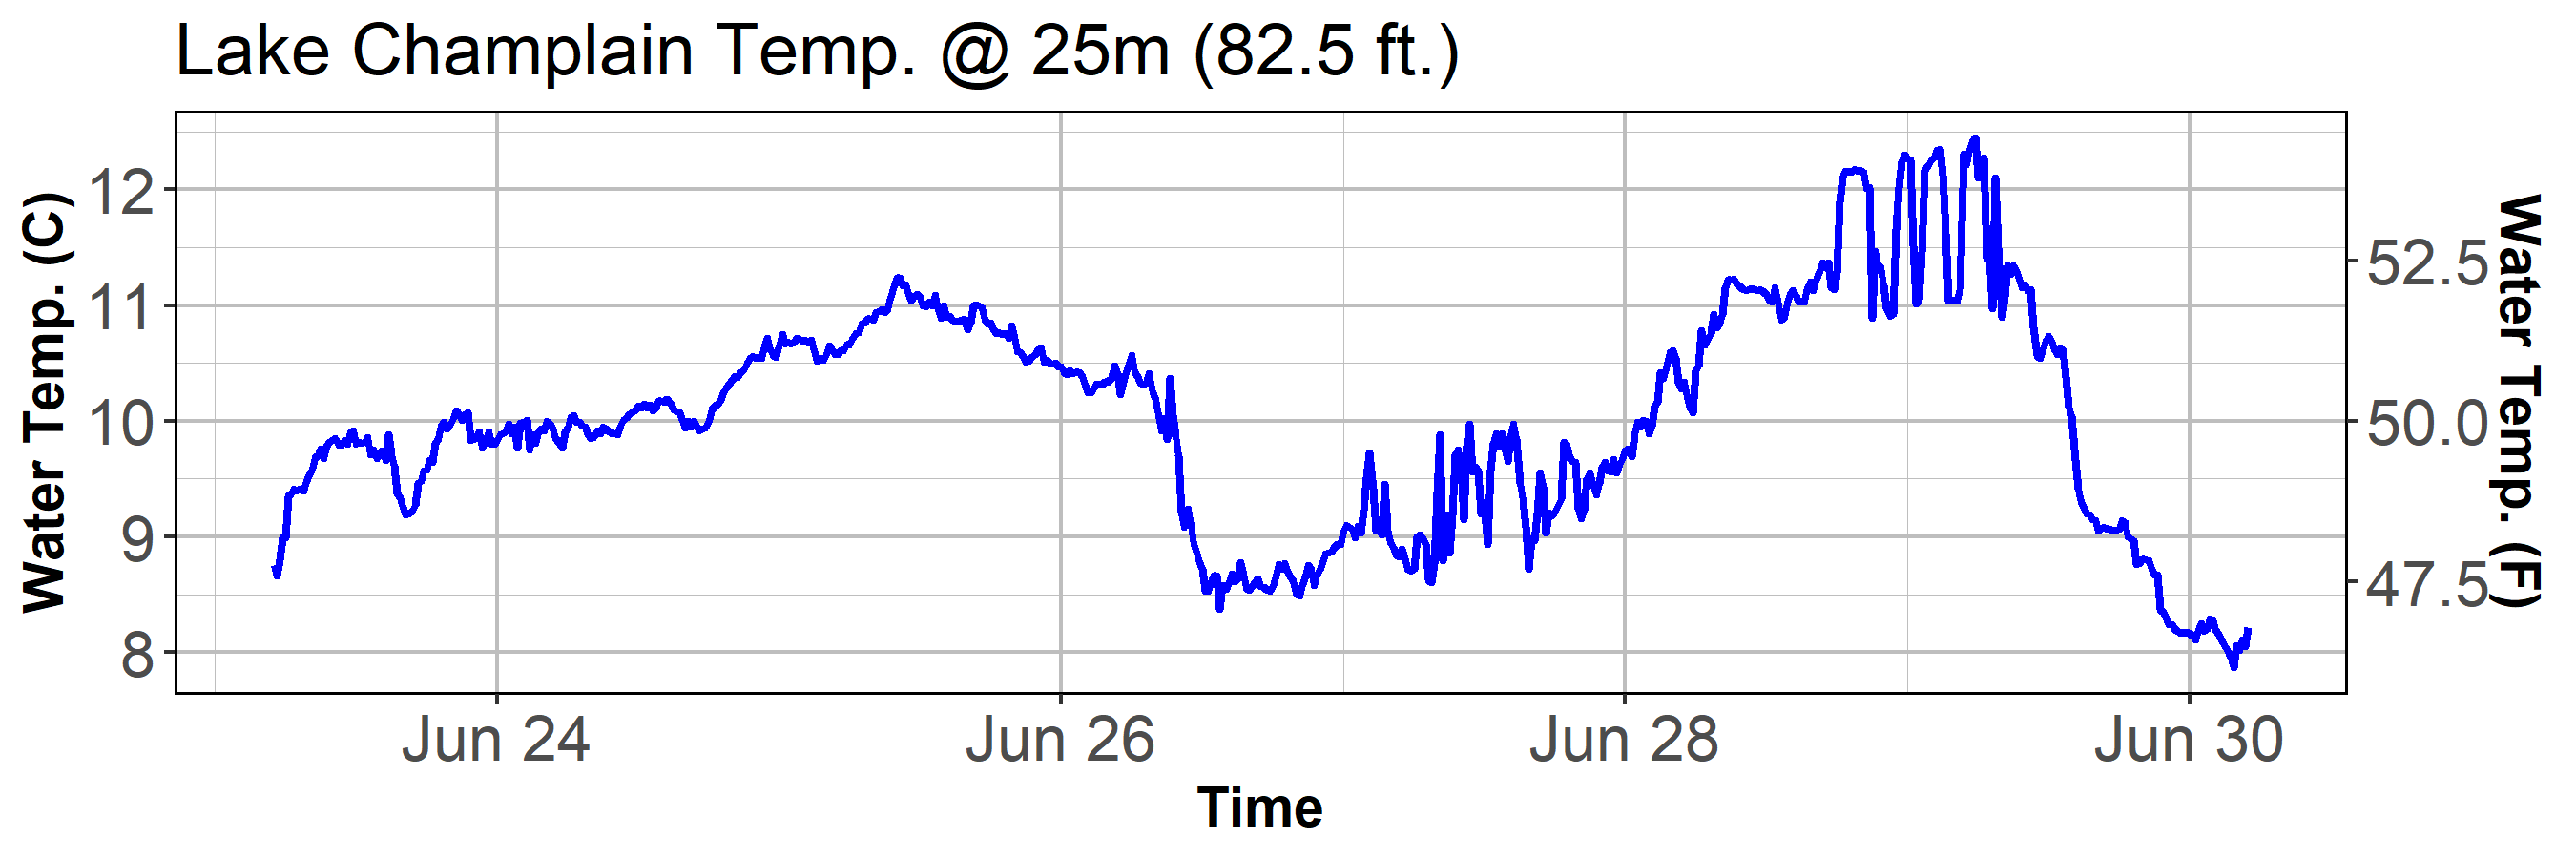 Lake Champlain Temp. @ 25m (82.5 ft.)
Water Temp. (C)
12
11
10
9
8
52.5
50.0
47.5
Water Temp. (F)
Jun 24
Jun 26
Jun 28
Jun 30
Time